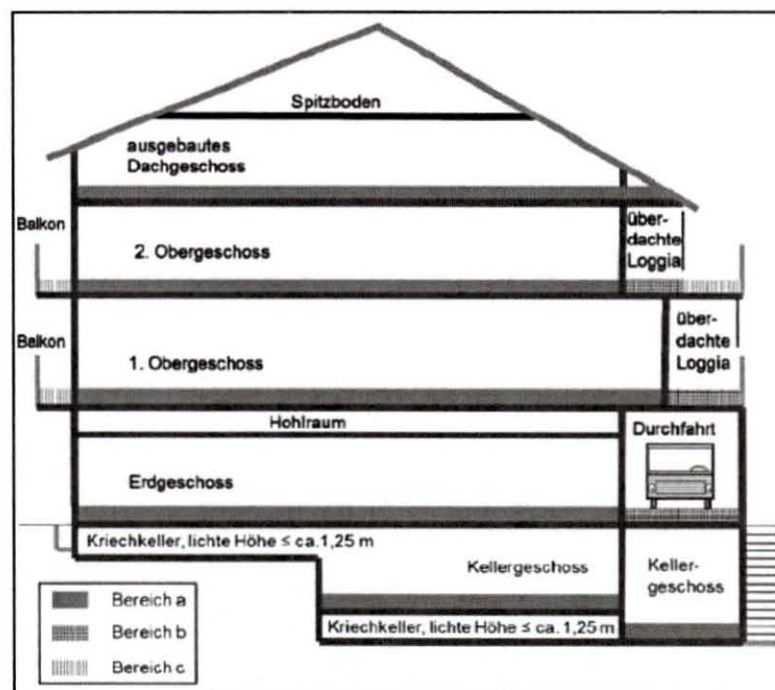 Spitzboden
ausgebautes
Dachgeschoss
Balkon
2. Obergeschoss
über-
dachte
Loggia
Balkon
1. Obergeschoss
über-
dachte
Loggia
Hohlraum
Durchfahrt
Erdgeschoss
Kriechkeller, lichte Höhe ≤ ca.1,25 m
Kellergeschoss
Keller-
geschoss
Kriechkeller, lichte Höhe ≤ ca. 1,25 m
Bereich a
Bereich b
Bereich c